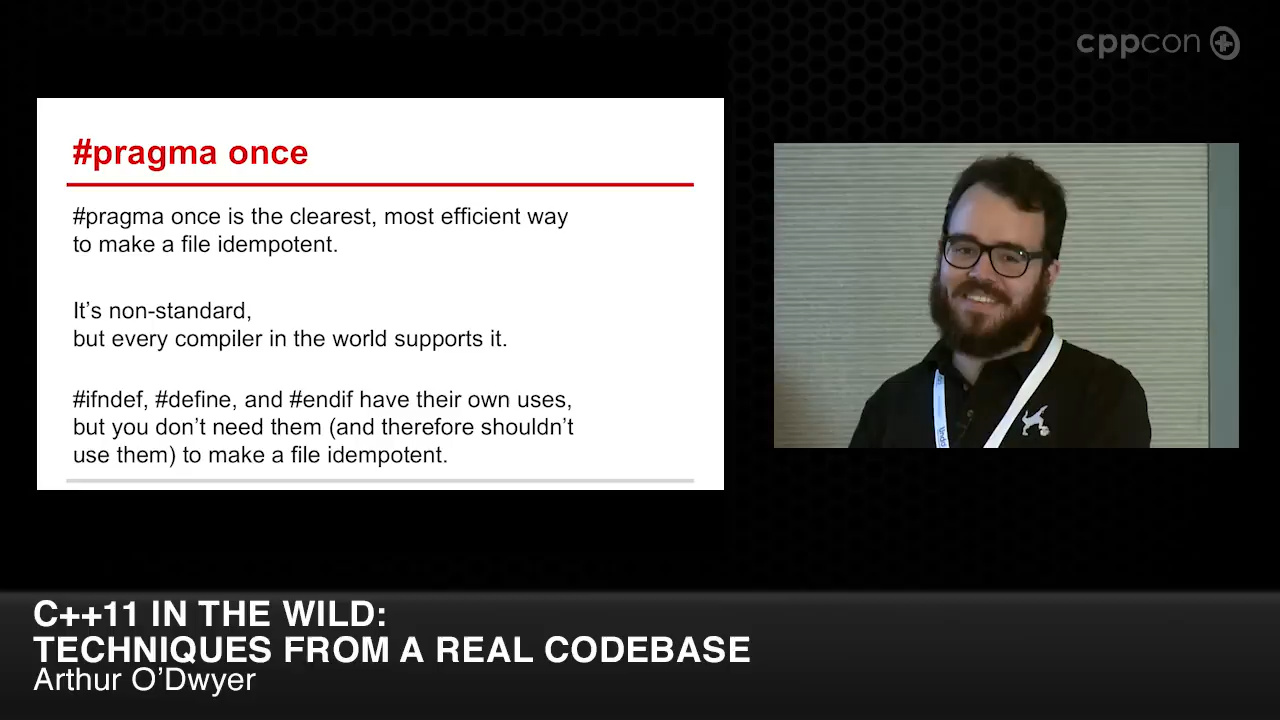 cppcon
#pragma once
#pragma once is the clearest, most efficient way
to make a file idempotent.
It’s non-standard,
but every compiler in the world supports it.
#ifndef, #define, and #endif have their own uses,
but you don’t need them (and therefore shouldn’t
use them) to make a file idempotent.
C++11 IN THE WILD:
TECHNIQUES FROM A REAL CODEBASE
Arthur O’Dwyer